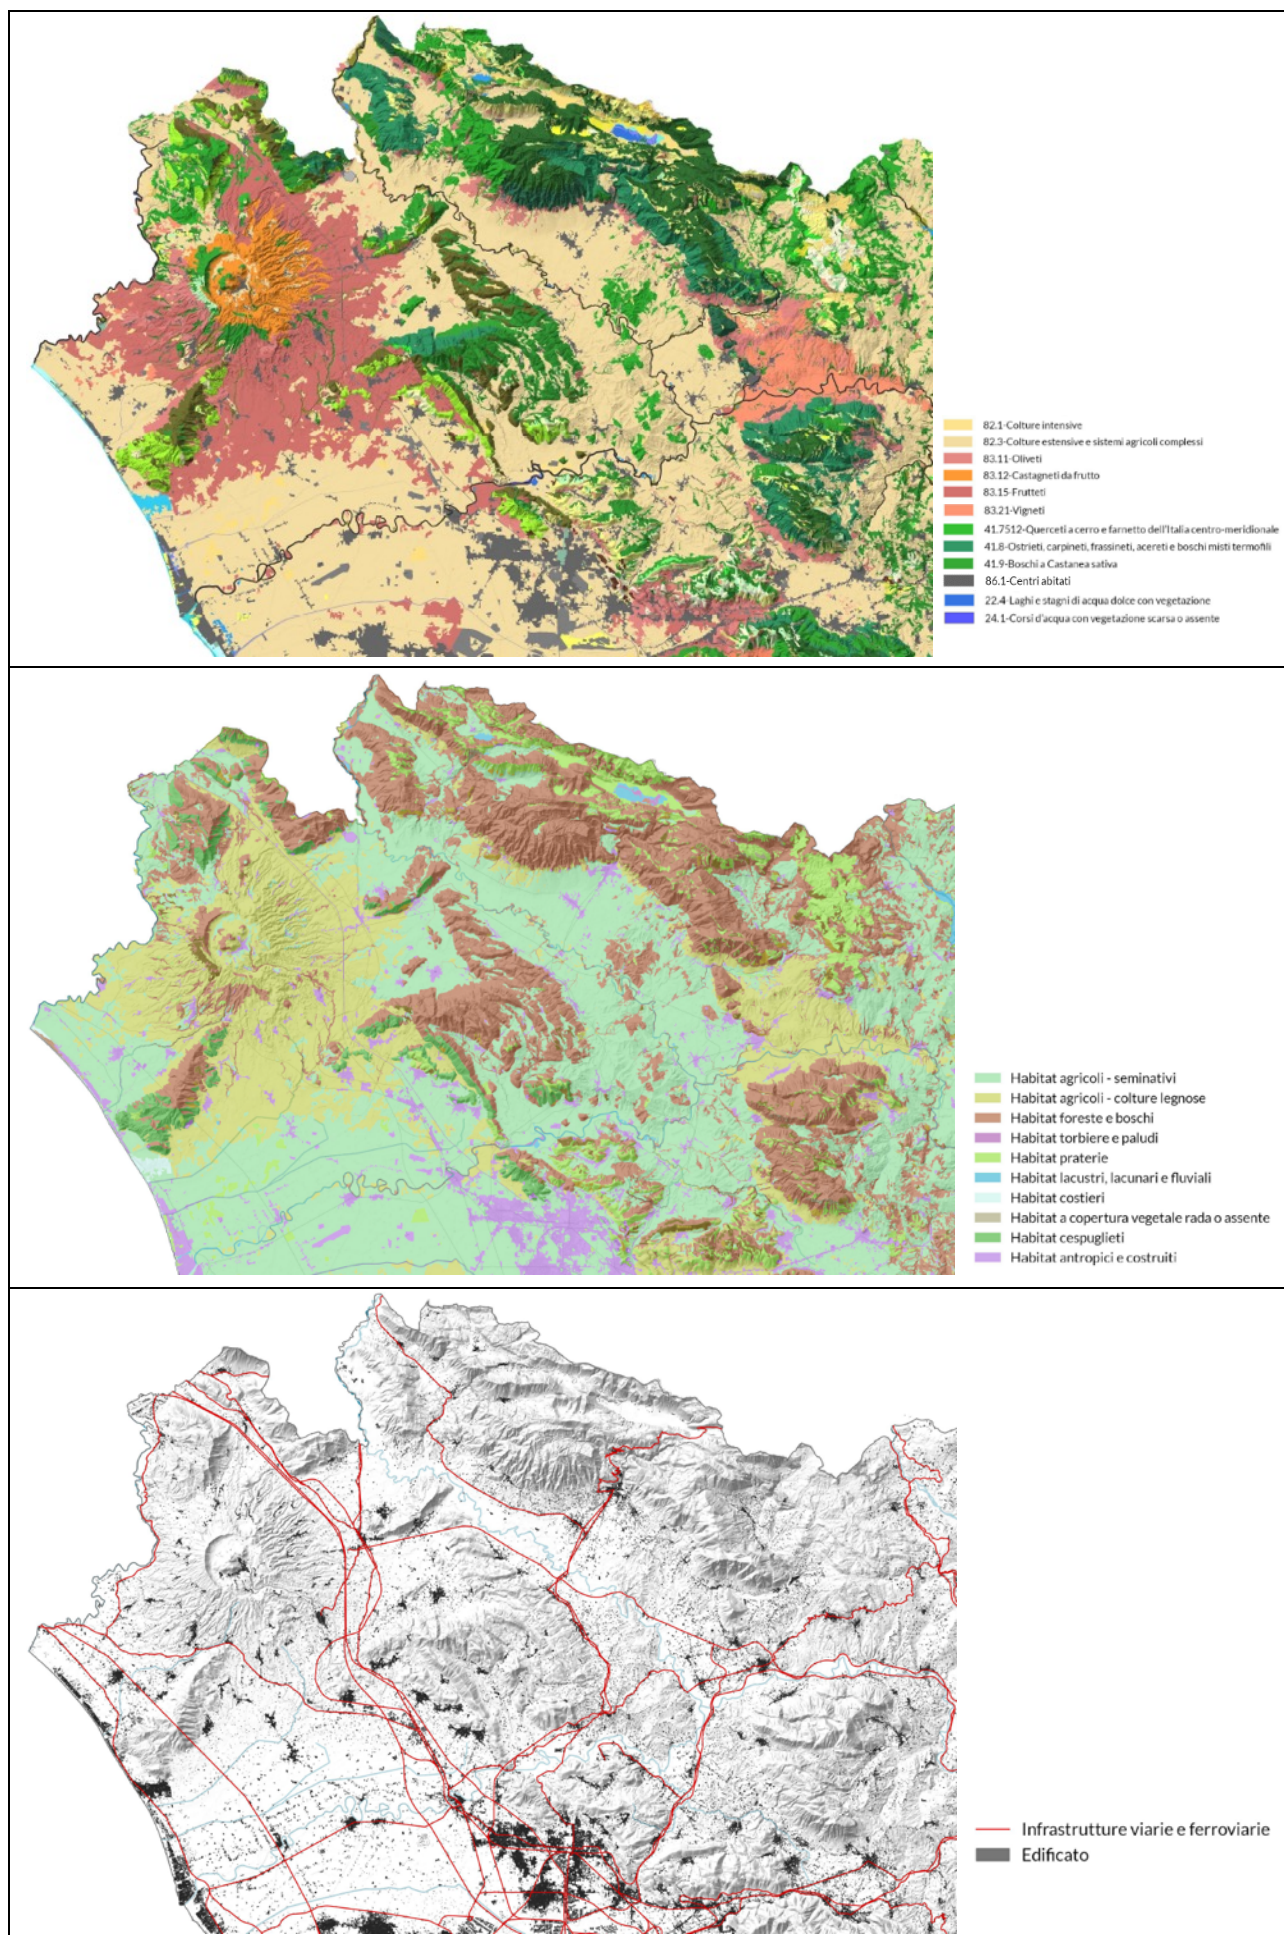 82.1-Colture intensive
82.3-Colture estensive e sistemi agricoli complessi
83.11-Oliveti
83.12-Castagneti da frutto
83.15-Frutteti
83.21-Vigneti
41.7512-Querceti a cerro e farnetto dell'Italia centro-meridionale
41.8-Ostrieti, carpineti, frassineti, acereti e boschi misti termofili
41.9-Boschi a Castanea sativa
86.1-Centri abitati
22.4-Laghi e stagni di acqua dolce con vegetazione
24.1-Corsi d'acqua con vegetazione scarsa o assente
Habitat agricoli - seminativi
Habitat agricoli - colture legnose
Habitat foreste e boschi
Habitat torbiere e paludi
Habitat praterie
Habitat lacustri, lacunari e fluviali
Habitat costieri
Habitat a copertura vegetale rada o assente
Habitat cespuglieti
Habitat antropici e costruiti
Infrastrutture viarie e ferroviarie
Edificato